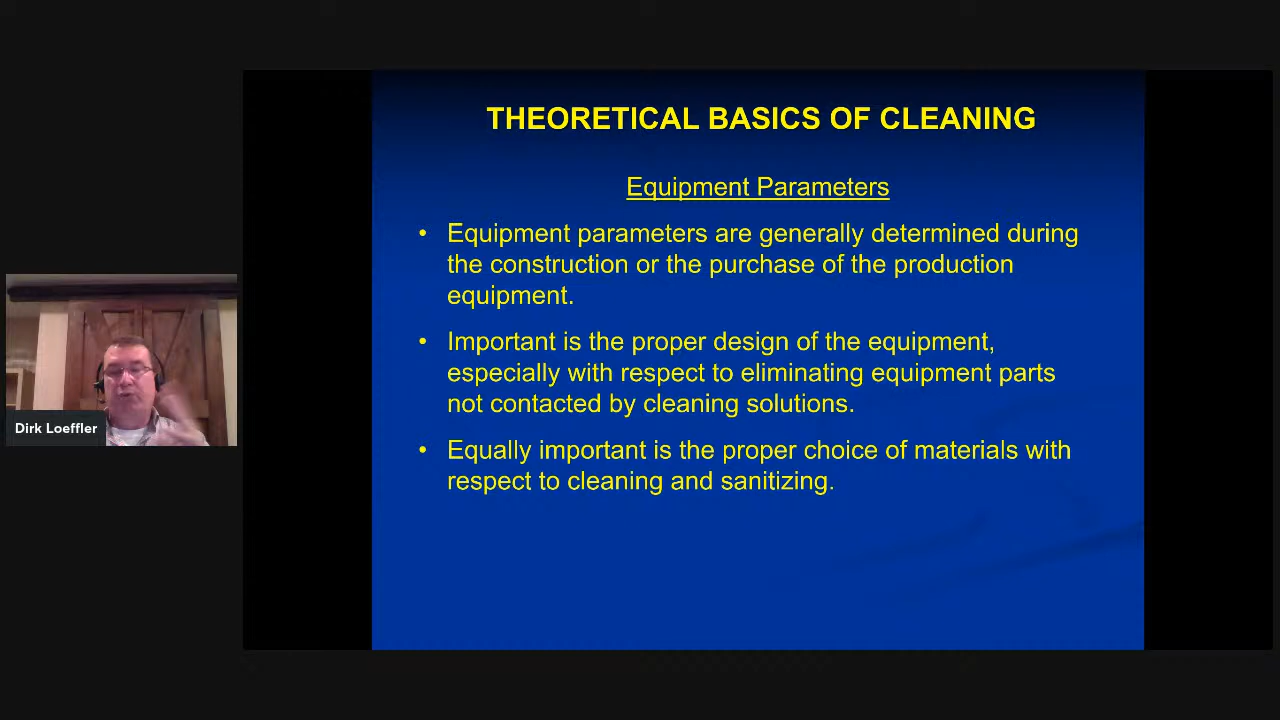 THEORETICAL BASICS OF CLEANING
Equipment Parameters
• Equipment parameters are generally determined during
the construction or the purchase of the production
equipment.
• Important is the proper design of the equipment,
especially with respect to eliminating equipment parts
not contacted by cleaning solutions.
• Equally important is the proper choice of materials with
respect to cleaning and sanitizing.
Dirk Loeffler